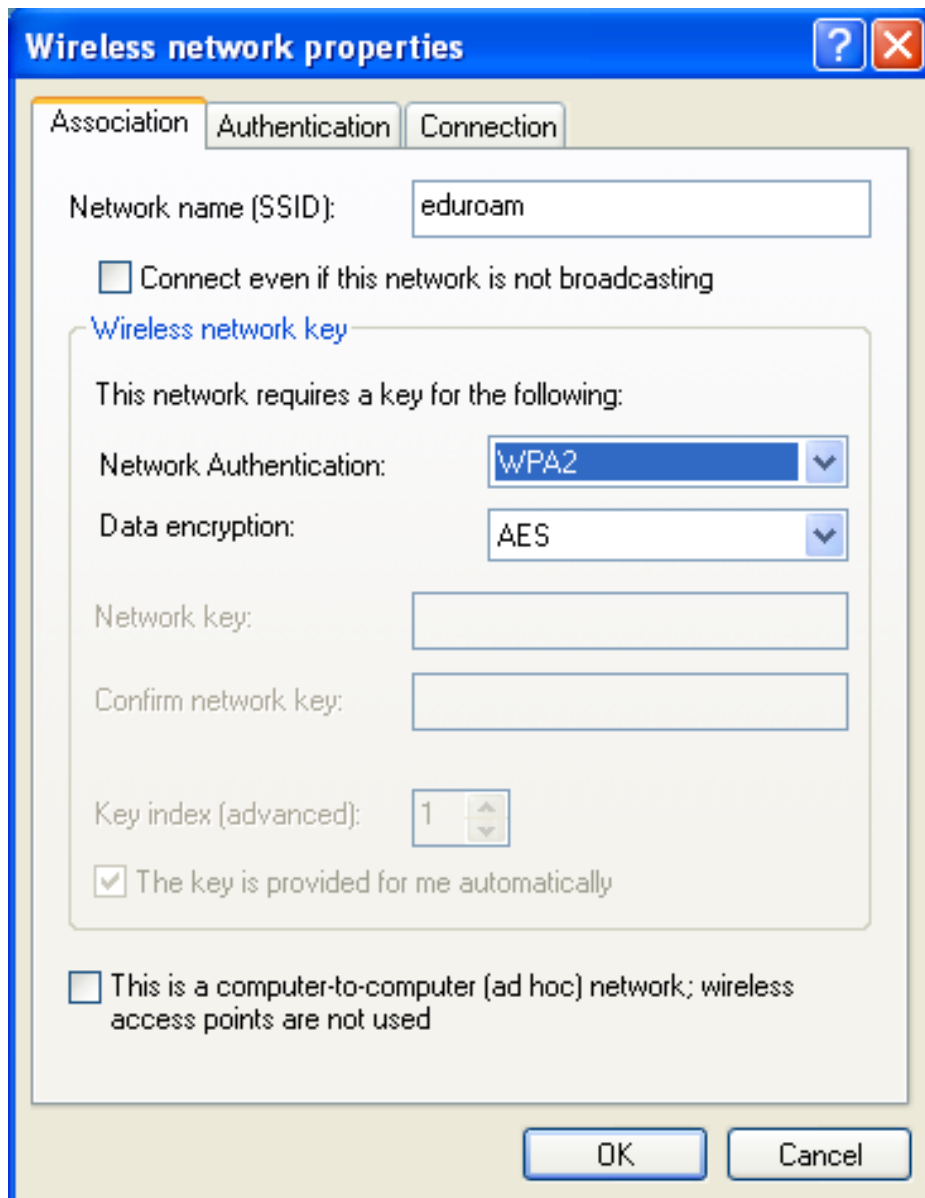 Wireless network properties
Association Authentication Connection
Network name (SSID): eduroam
Connect even if this network is not broadcasting
Wireless network key
This network requires a key for the following:
Network Authentication: WPA2
Data encryption: AES
Network key:
Confirm network key:
Key index (advanced): 1
The key is provided for me automatically
This is a computer-to-computer (ad hoc) network; wireless
access points are not used
OK Cancel